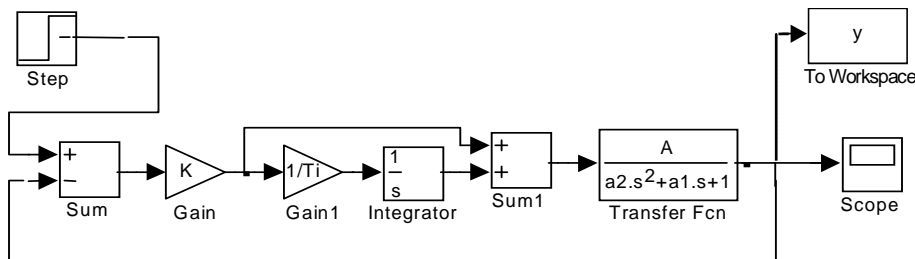 Step
y
To Workspace
+
−
Sum
K
Gain
1/Ti
Gain1
1
s
Integrator
+
+
Sum1
A
a2.s²+a1.s+1
Transfer Fcn
Scope